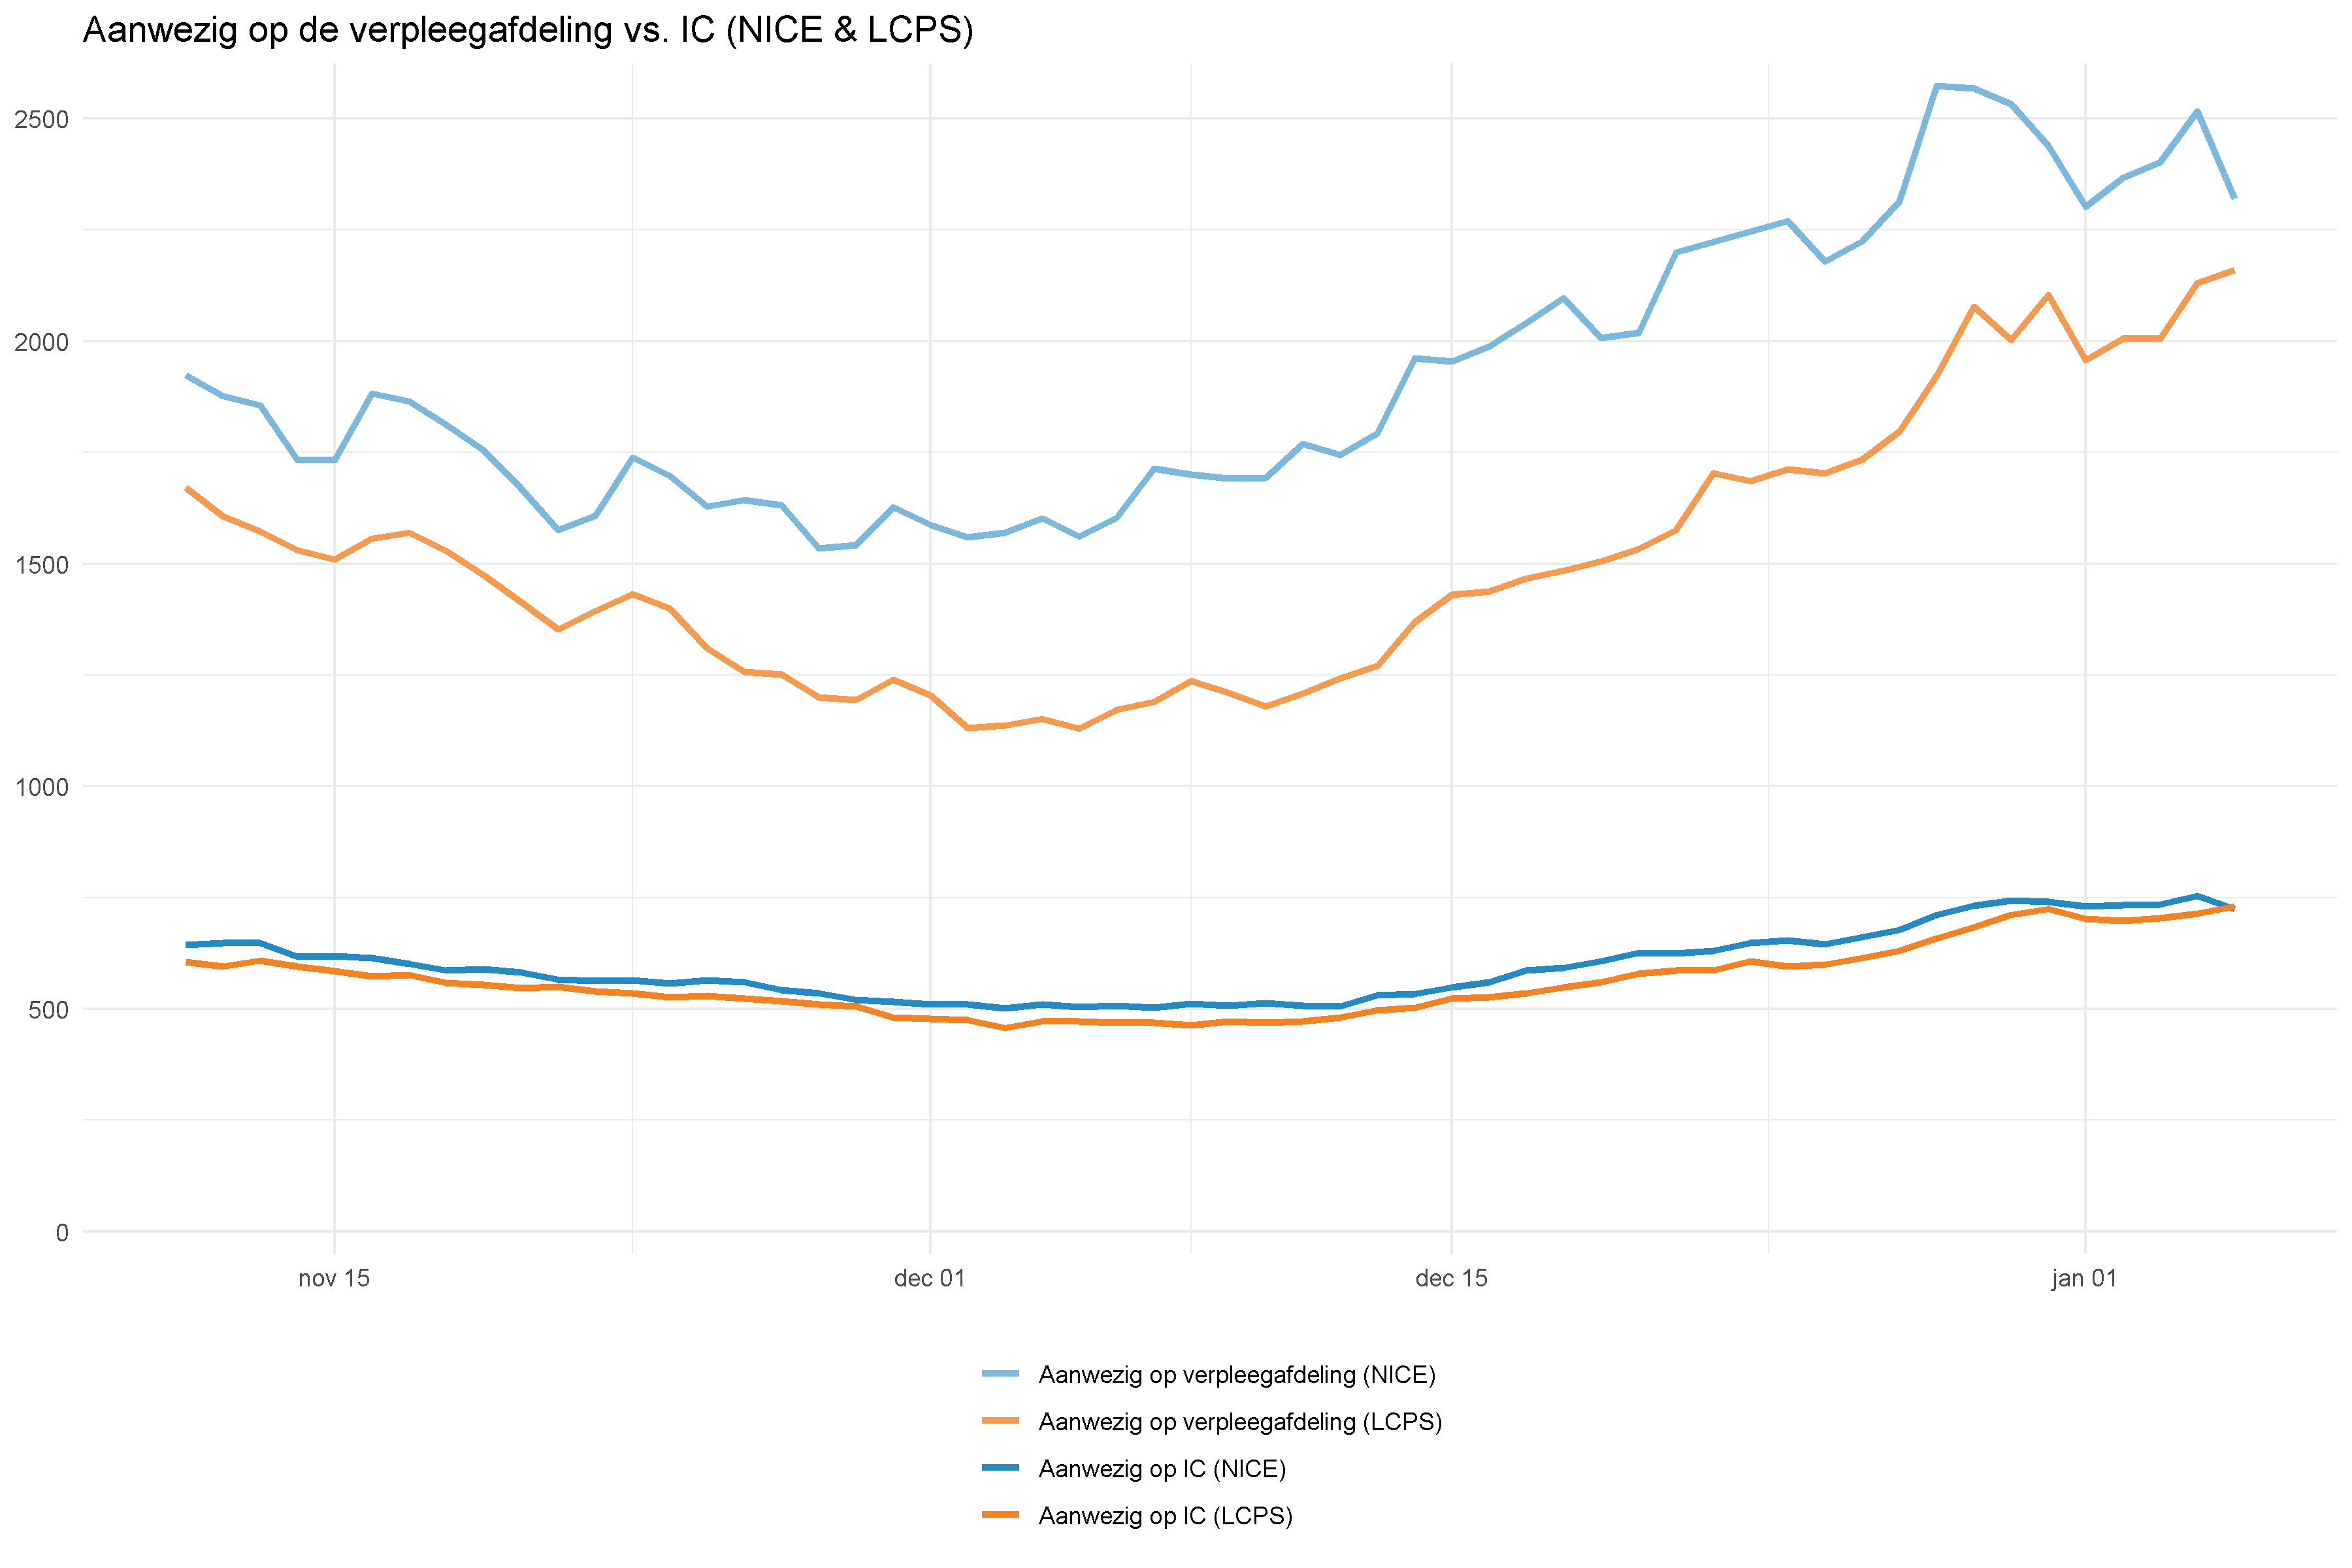 Aanwezig op de verpleegafdeling vs. IC (NICE & LCPS)
2500
2000
1500
1000
500
0
nov 15
dec 01
dec 15
jan 01
Aanwezig op verpleegafdeling (NICE)
Aanwezig op verpleegafdeling (LCPS)
Aanwezig op IC (NICE)
Aanwezig op IC (LCPS)